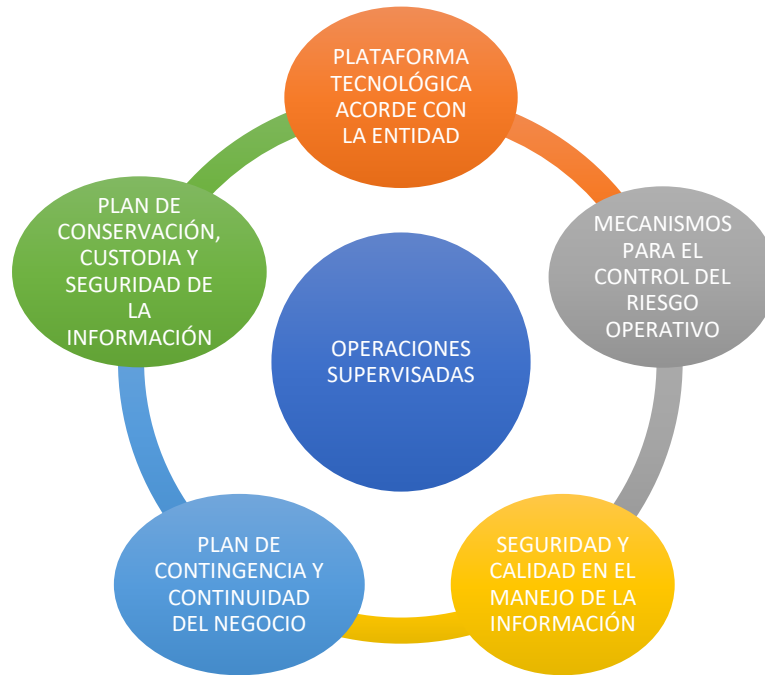 PLATAFORMA
TECNOLÓGICA
ACORDE CON
LA ENTIDAD
MECANISMOS
PARA EL
CONTROL DEL
RIESGO
OPERATIVO
SEGURIDAD Y
CALIDAD EN EL
MANEJO DE LA
INFORMACIÓN
PLAN DE
CONTINGENCIA Y
CONTINUIDAD
DEL NEGOCIO
PLAN DE
CONSERVACIÓN,
CUSTODIA Y
SEGURIDAD DE
LA
INFORMACIÓN
OPERACIONES
SUPERVISADAS